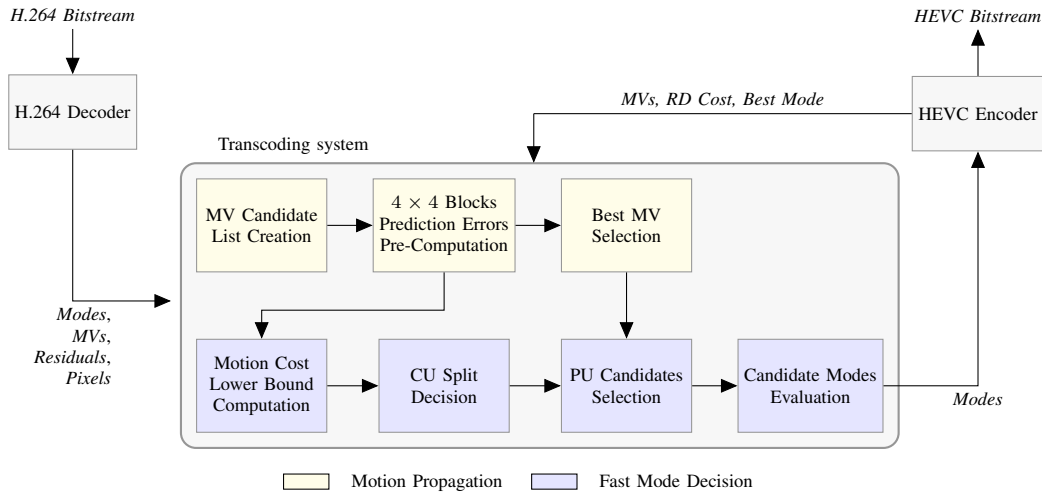 H.264 Bitstream
HEVC Bitstream
H.264 Decoder
MVs, RD Cost, Best Mode
HEVC Encoder
Transcoding system
MV Candidate
List Creation
4 × 4 Blocks
Prediction Errors
Pre-Computation
Best MV
Selection
Modes,
MVs,
Residuals,
Pixels
Motion Cost
Lower Bound
Computation
CU Split
Decision
PU Candidates
Selection
Candidate Modes
Evaluation
Modes
Motion Propagation
Fast Mode Decision